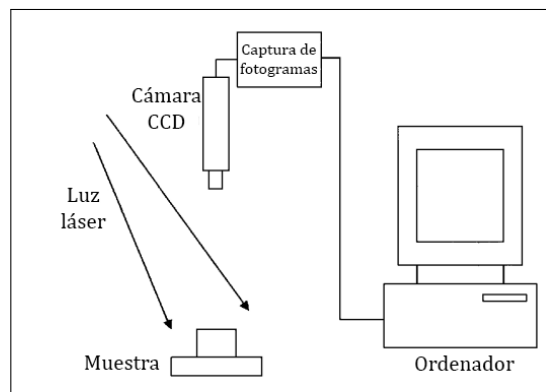 Captura de
fotogramas
Cámara
CCD
Luz
láser
Muestra
Ordenador